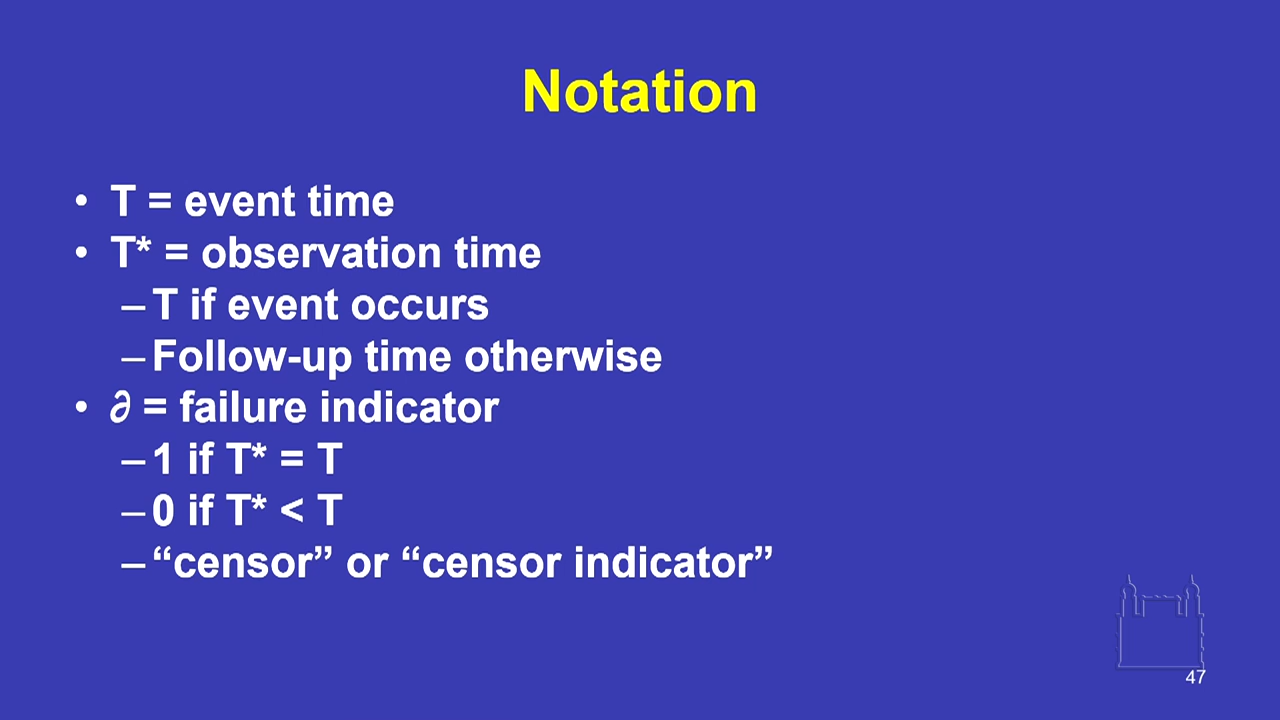 Notation
• T = event time
• T* = observation time
– T if event occurs
– Follow-up time otherwise
• ∂ = failure indicator
– 1 if T* = T
– 0 if T* < T
– “censor” or “censor indicator”
47